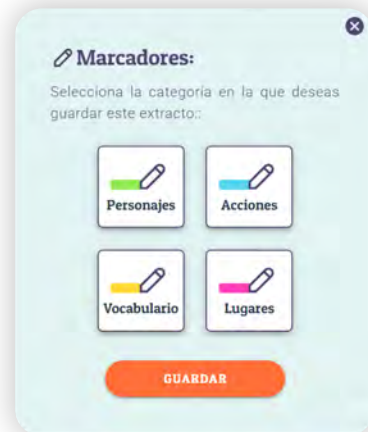 Marcadores:
Selecciona la categoría en la que deseas
guardar este extracto::
Personajes
Acciones
Vocabulario
Lugares
GUARDAR